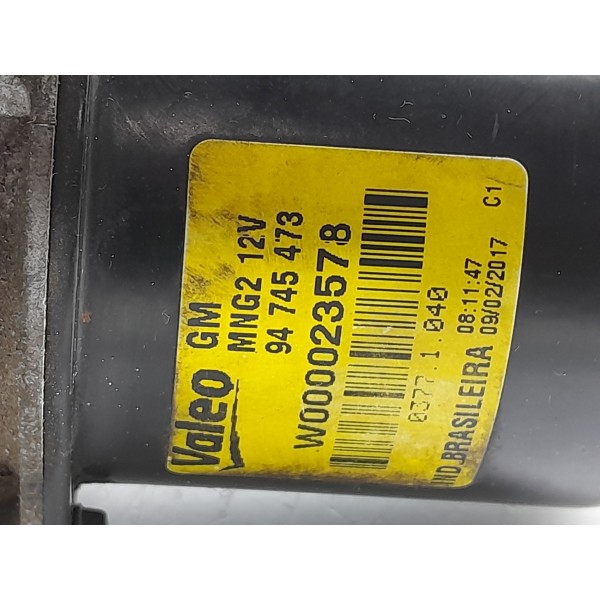 Valeo
GM
MNG2 12V
94 745 473
W000023578
0377 1.040
IND.BRASILEIRA
08:11:47
09/02/2017
C1